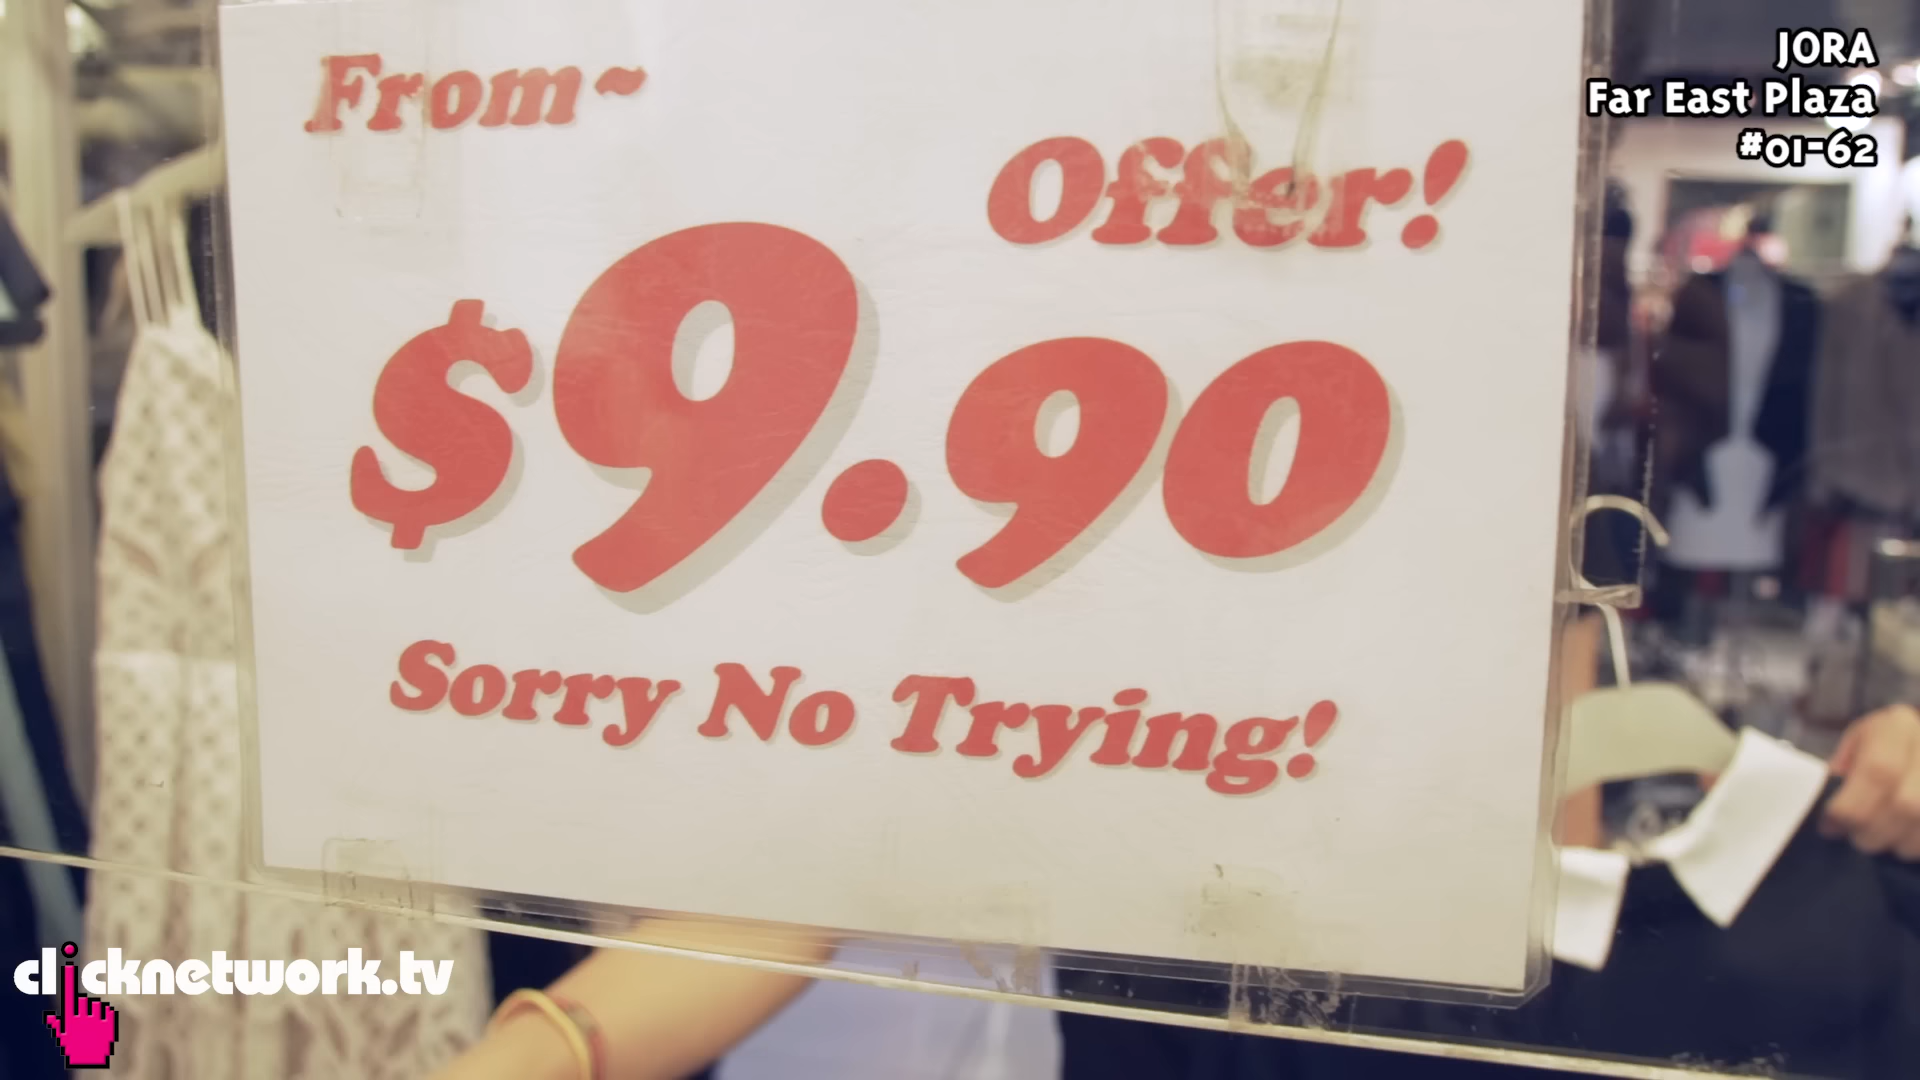 JORA
Far East Plaza
#01-62
From~
Offer!
$9.90
Sorry No Trying!
clicknetwork.tv